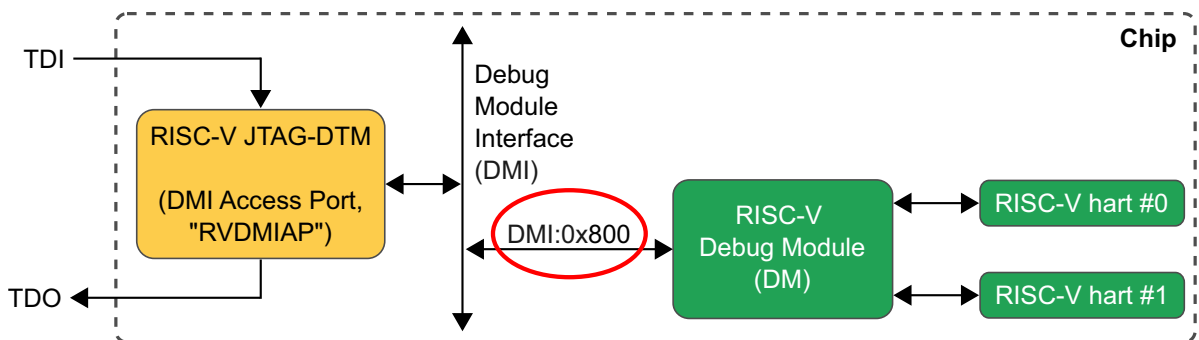 Chip
TDI
Debug
Module
Interface
(DMI)
RISC-V JTAG-DTM
(DMI Access Port,
"RVDMIAP")
DMI:0x800
RISC-V
Debug Module
(DM)
RISC-V hart #0
RISC-V hart #1
TDO